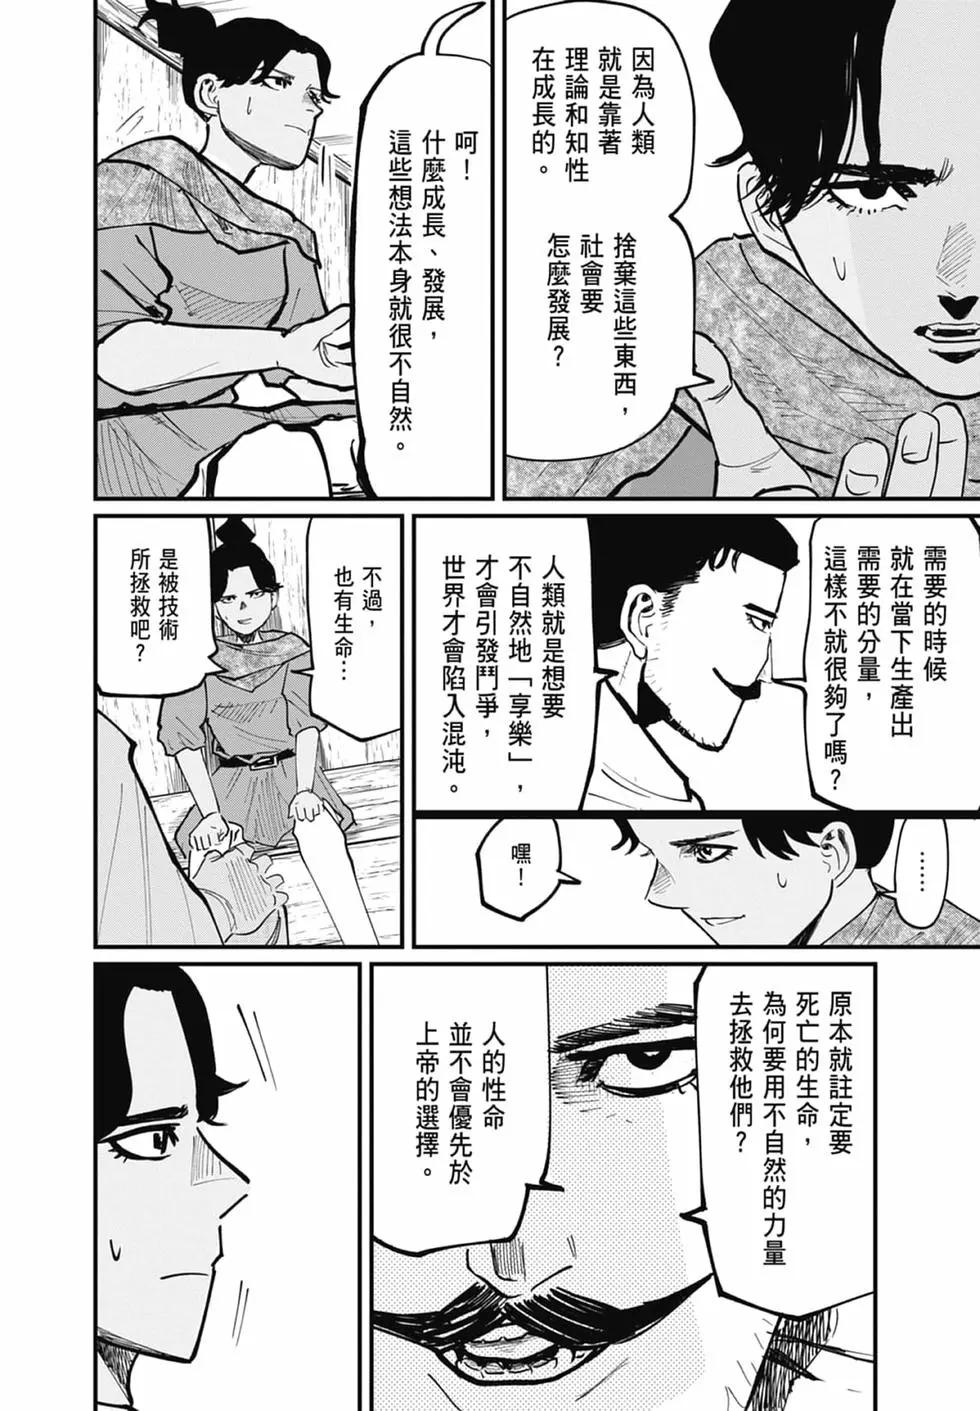 因為人類
就是靠著
理論和知性
在成長的。
捨棄這些東西，
社會要
怎麼發展？
呵！
什麼成長、發展，
這些想法本身就很不自然。
需要的時候
就在當下生產出
需要的分量，
這樣不就很夠了嗎？
人類就是想要
不自然地「享樂」，
才會引發鬥爭，
世界才會陷入混沌。
……
嘿！
不過，
也有生命…
是被技術
所拯救吧？
原本就註定要
死亡的生命，
為何要用不自然的力量
去拯救他們？
人的性命
並不會優先於
上帝的選擇。